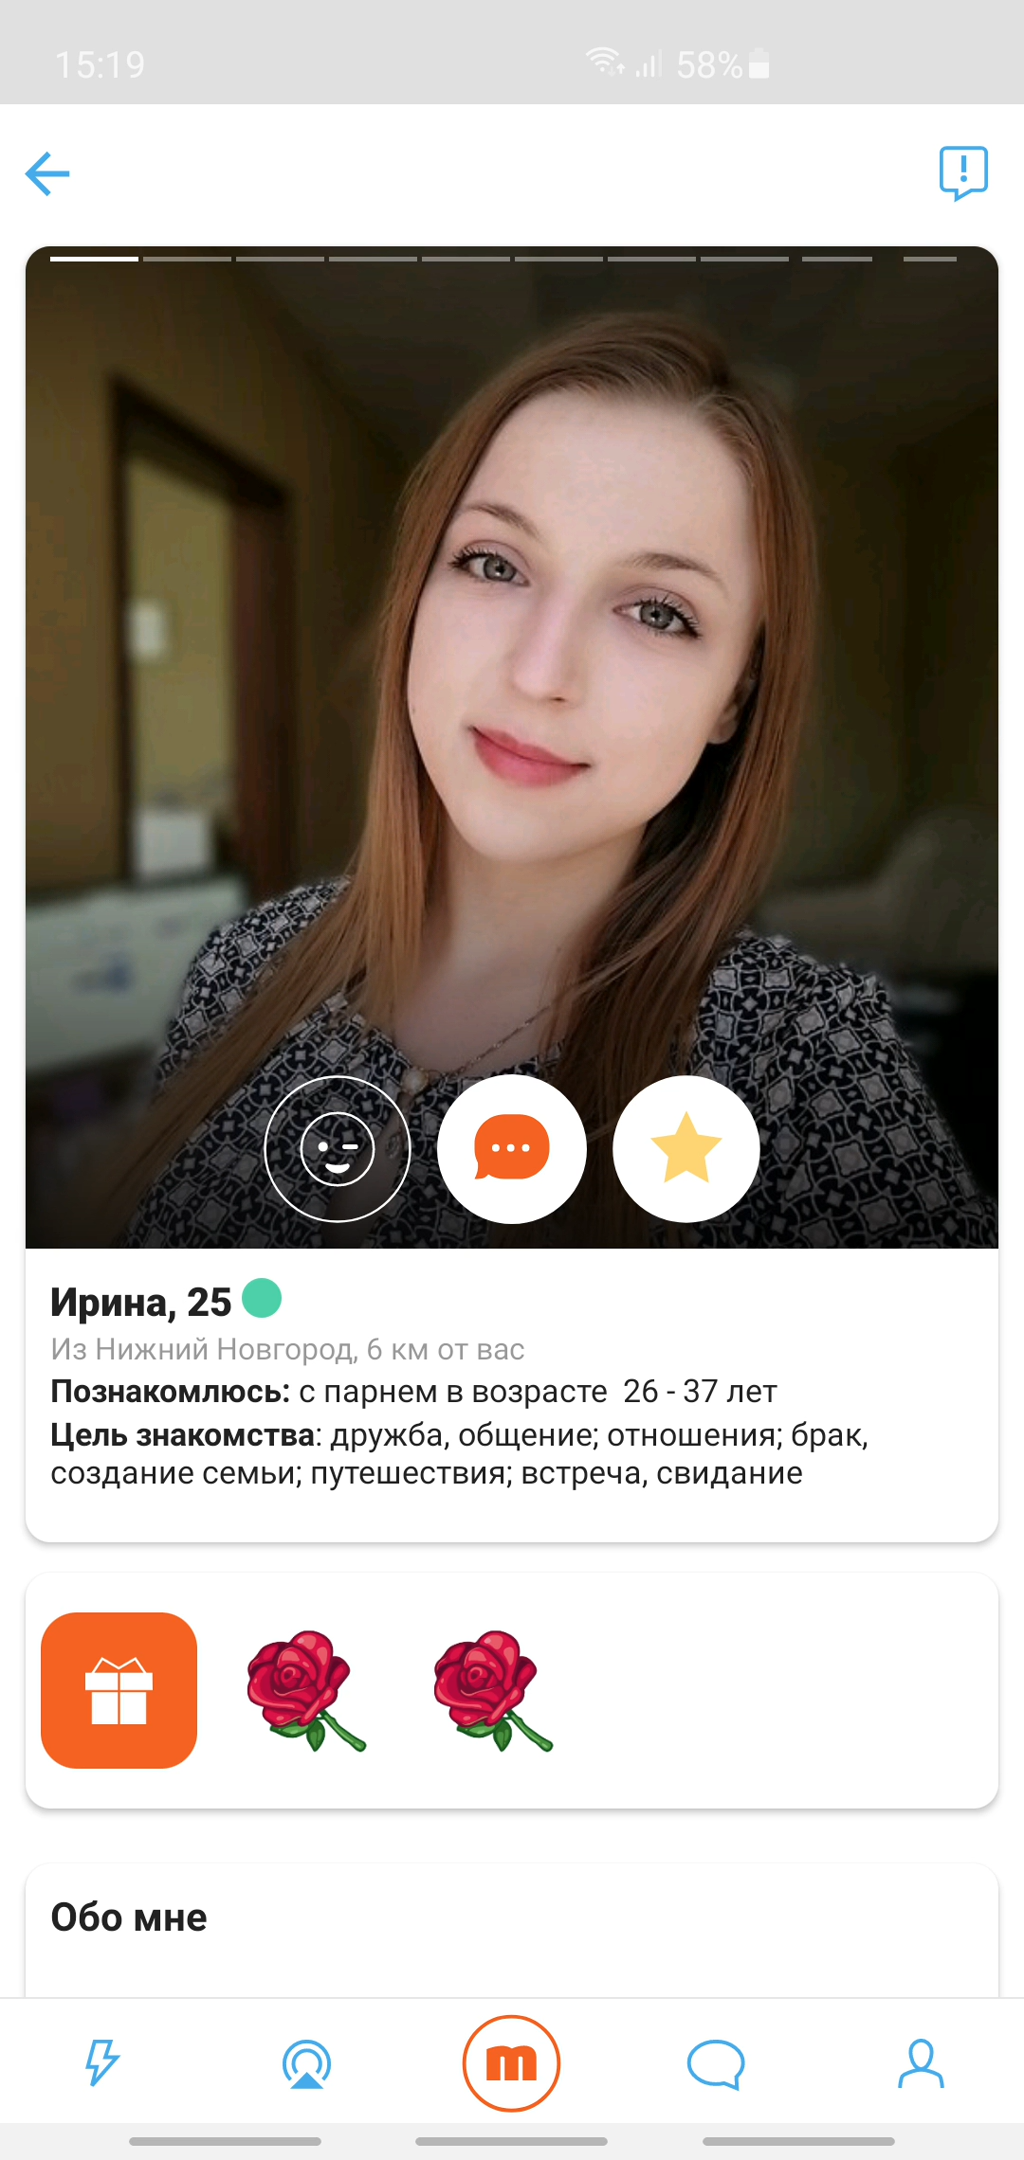 15:19 58%
Ирина, 25
Из Нижний Новгород, 6 км от вас
Познакомлюсь: с парнем в возрасте 26 - 37 лет
Цель знакомства: дружба, общение; отношения; брак,
создание семьи; путешествия; встреча, свидание
Обо мне
m